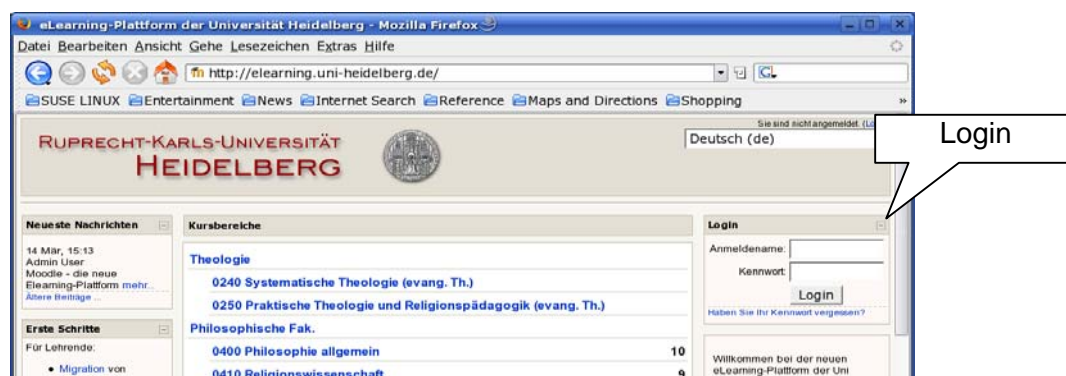 eLearning-Plattform der Universität Heidelberg - Mozilla Firefox
Datei Bearbeiten Ansicht Gehe Lesezeichen Extras Hilfe
http://elearning.uni-heidelberg.de/
SUSE LINUX Entertainment News Internet Search Reference Maps and Directions Shopping »
Sie sind nicht angemeldet. (Lo
RUPRECHT-KARLS-UNIVERSITÄT
HEIDELBERG
Deutsch (de)
Login
Neueste Nachrichten
14 Mär, 15:13
Admin User
Moodle - die neue
Elearning-Plattform mehr...
Ältere Beiträge ...
Erste Schritte
Für Lehrende:
• Migration von
Kursbereiche
Theologie
0240 Systematische Theologie (evang. Th.)
0250 Praktische Theologie und Religionspädagogik (evang. Th.)
Philosophische Fak.
0400 Philosophie allgemein 10
0410 Religionswissenschaft 9
Login
Anmeldename:
Kennwort:
Login
Haben Sie Ihr Kennwort vergessen?
Willkommen bei der neuen
eLearning-Plattform der Uni